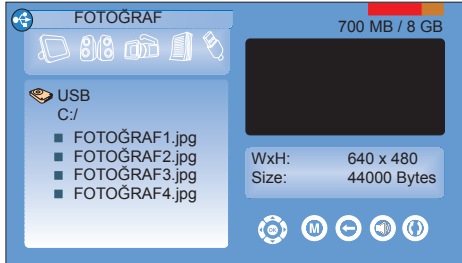 FOTOĞRAF
700 MB / 8 GB
USB
C:/
FOTOĞRAF1.jpg
FOTOĞRAF2.jpg
FOTOĞRAF3.jpg
FOTOĞRAF4.jpg
WxH: 640 x 480
Size: 44000 Bytes
OK M